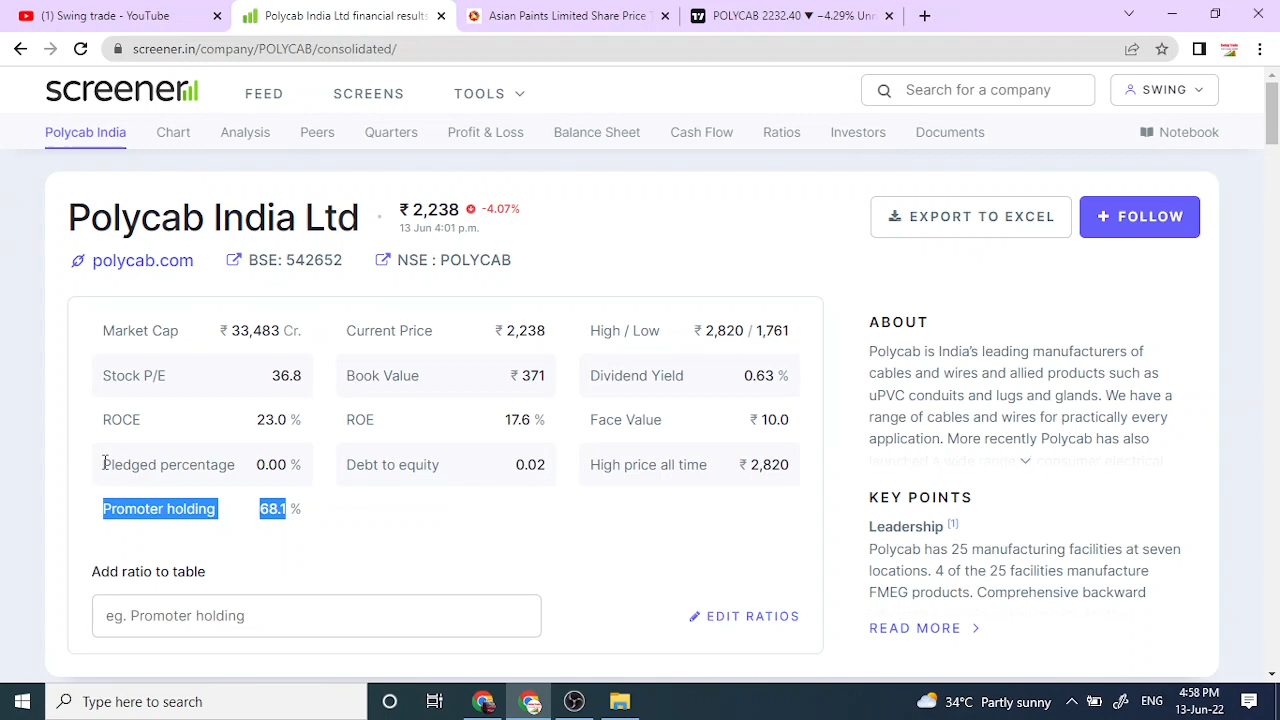 (1) Swing Trade - YouTube
Polycab India Ltd financial results
Asian Paints Limited Share Price T
POLYCAB 2232.40 ▼ −4.29% Unn
screener.in/company/POLYCAB/consolidated/
screener
FEED
SCREENS
TOOLS
Search for a company
SWING
Polycab India
Chart
Analysis
Peers
Quarters
Profit & Loss
Balance Sheet
Cash Flow
Ratios
Investors
Documents
Notebook
Polycab India Ltd
₹ 2,238 -4.07%
13 Jun 4:01 p.m.
EXPORT TO EXCEL
FOLLOW
polycab.com
BSE: 542652
NSE : POLYCAB
Market Cap ₹ 33,483 Cr.
Current Price ₹ 2,238
High / Low ₹ 2,820 / 1,761
Stock P/E 36.8
Book Value ₹ 371
Dividend Yield 0.63 %
ROCE 23.0 %
ROE 17.6 %
Face Value ₹ 10.0
Pledged percentage 0.00 %
Debt to equity 0.02
High price all time ₹ 2,820
Promoter holding 68.1 %
Add ratio to table
eg. Promoter holding
EDIT RATIOS
ABOUT
Polycab is India's leading manufacturers of
cables and wires and allied products such as
uPVC conduits and lugs and glands. We have a
range of cables and wires for practically every
application. More recently Polycab has also
launched a wide range consumer electrical
KEY POINTS
Leadership [1]
Polycab has 25 manufacturing facilities at seven
locations. 4 of the 25 facilities manufacture
FMEG products. Comprehensive backward
READ MORE
Type here to search
34°C Partly sunny
ENG
4:58 PM
13-Jun-22